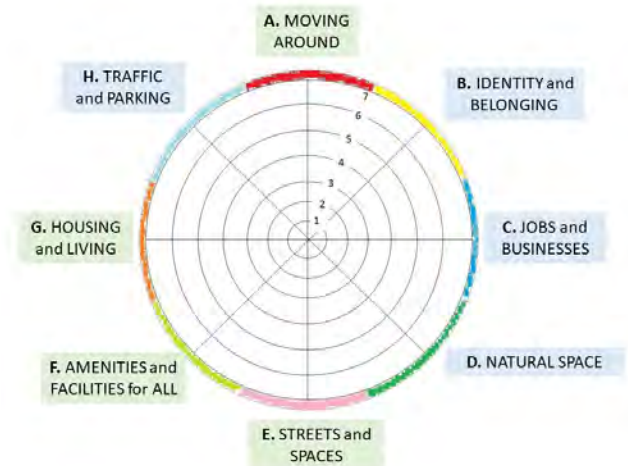 A. MOVING
AROUND
H. TRAFFIC
and PARKING
B. IDENTITY and
BELONGING
7
6
5
4
3
2
1
G. HOUSING
and LIVING
C. JOBS and
BUSINESSES
F. AMENITIES and
FACILITIES for ALL
D. NATURAL SPACE
E. STREETS and
SPACES